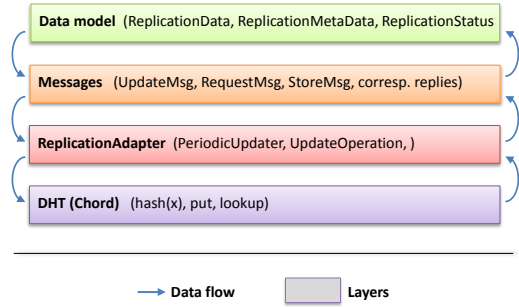 Data model (ReplicationData, ReplicationMetaData, ReplicationStatus
Messages (UpdateMsg, RequestMsg, StoreMsg, corresp. replies)
ReplicationAdapter (PeriodicUpdater, UpdateOperation, )
DHT (Chord) (hash(x), put, lookup)
Data flow
Layers